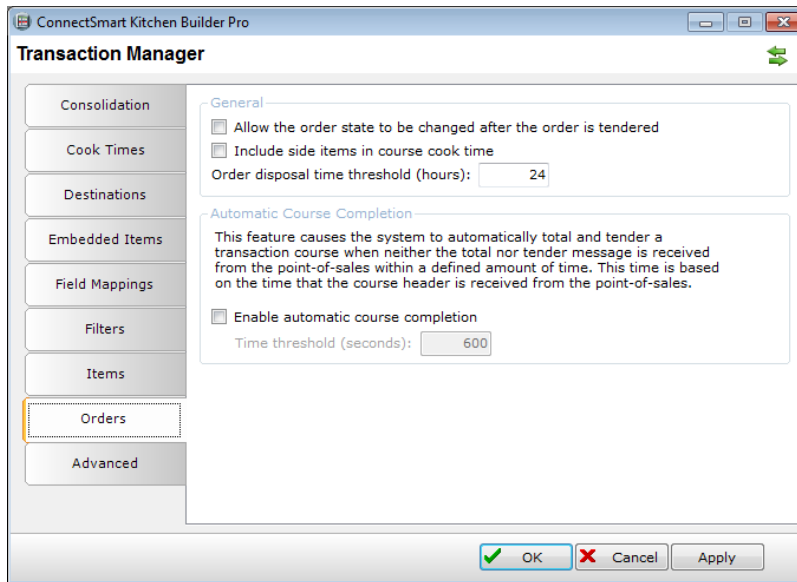 ConnectSmart Kitchen Builder Pro
Transaction Manager
Consolidation
Cook Times
Destinations
Embedded Items
Field Mappings
Filters
Items
Orders
Advanced
General
Allow the order state to be changed after the order is tendered
Include side items in course cook time
Order disposal time threshold (hours): 24
Automatic Course Completion
This feature causes the system to automatically total and tender a
transaction course when neither the total nor tender message is received
from the point-of-sales within a defined amount of time. This time is based
on the time that the course header is received from the point-of-sales.
Enable automatic course completion
Time threshold (seconds): 600
OK Cancel Apply